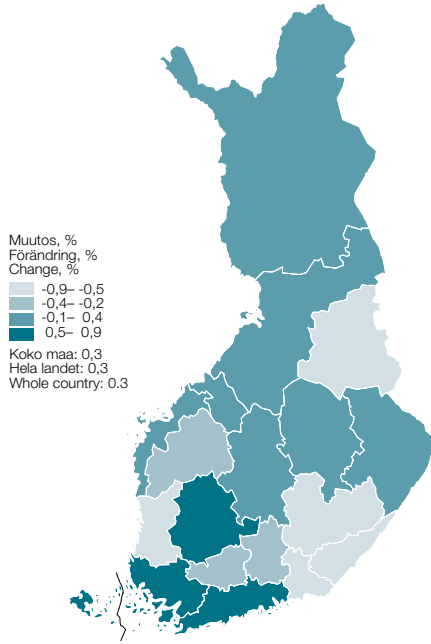 Muutos, %
Förändring, %
Change, %
-0,9– -0,5
-0,4– -0,2
-0,1– 0,4
0,5– 0,9
Koko maa: 0,3
Hela landet: 0,3
Whole country: 0.3